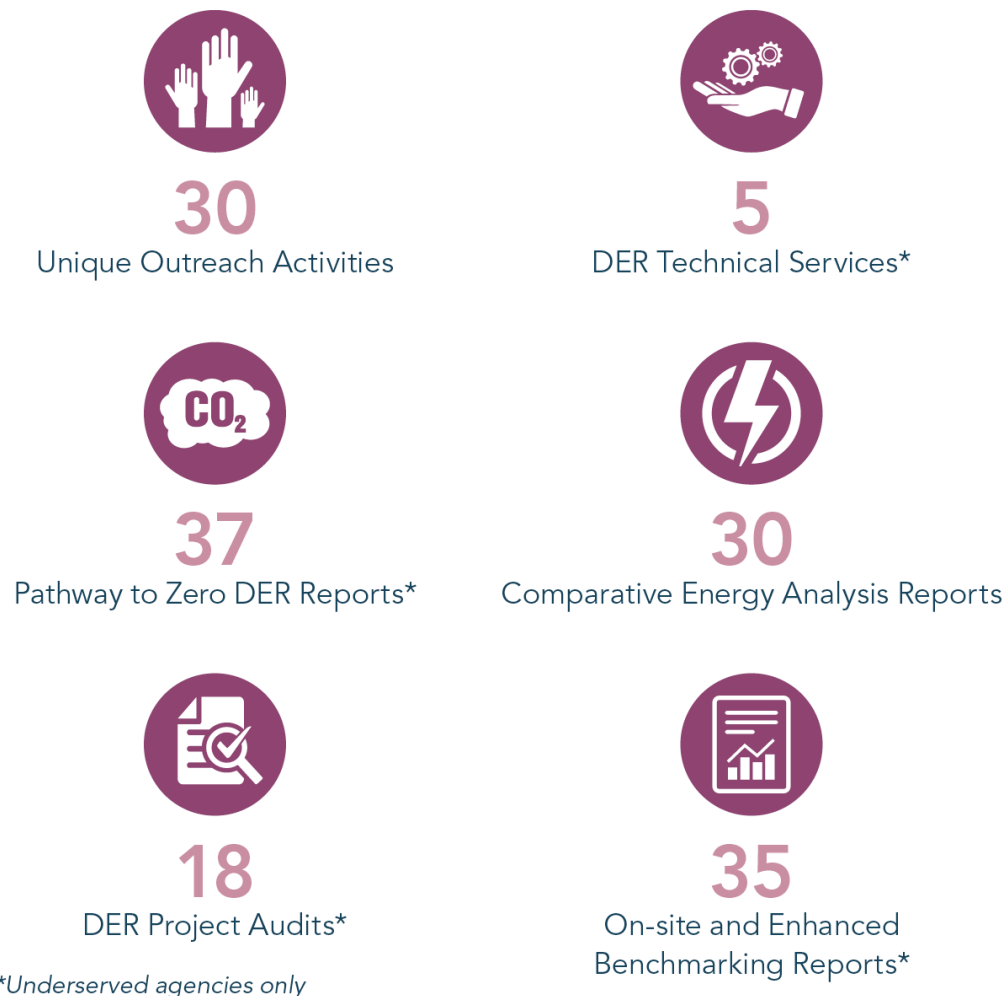 30
Unique Outreach Activities
5
DER Technical Services*
CO₂
37
Pathway to Zero DER Reports*
30
Comparative Energy Analysis Reports
18
DER Project Audits*
35
On-site and Enhanced
Benchmarking Reports*
*Underserved agencies only